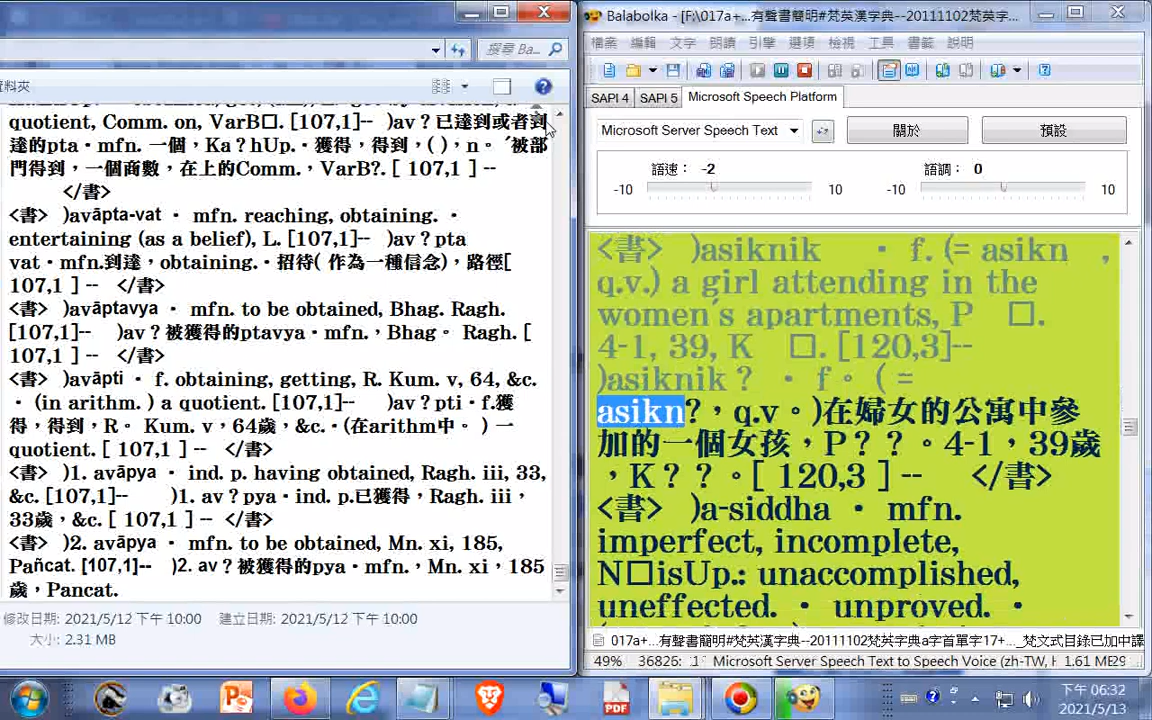 搜尋 Ba...
資料夾
quotient, Comm. on, VarB□. [107,1]-- )av？已達到或者到
達的pta‧mfn. 一個，Ka？hUp.‧獲得，得到，( )，n。ˊ被部
門得到，一個商數，在上的Comm.，VarB?. [ 107,1 ] --
</書>
<書> )avāpta-vat ‧ mfn. reaching, obtaining. ‧
entertaining (as a belief), L. [107,1]-- )av？pta
vat‧mfn.到達，obtaining.‧招待( 作為一種信念)，路徑[
107,1 ] -- </書>
<書> )avāptavya ‧ mfn. to be obtained, Bhag. Ragh.
[107,1]-- )av？被獲得的ptavya‧mfn.，Bhag。 Ragh. [
107,1 ] -- </書>
<書> )avāpti ‧ f. obtaining, getting, R. Kum. v, 64, &c.
‧ (in arithm. ) a quotient. [107,1]-- )av？pti‧f.獲
得，得到，R。 Kum. v，64歲，&c.‧(在arithm中。 ) 一
quotient. [ 107,1 ] -- </書>
<書> )1. avāpya ‧ ind. p. having obtained, Ragh. iii, 33,
&c. [107,1]-- )1. av？pya‧ind. p.已獲得，Ragh. iii，
33歲，&c. [ 107,1 ] -- </書>
<書> )2. avāpya ‧ mfn. to be obtained, Mn. xi, 185,
Pañcat. [107,1]-- )2. av？被獲得的pya‧mfn.，Mn. xi，185
歲，Pancat.
修改日期: 2021/5/12 下午 10:00 建立日期: 2021/5/12 下午 10:00
大小: 2.31 MB
Balabolka - [F:\017a+...有聲書簡明#梵英漢字典--20111102梵英字...
檔案 編輯 文字 朗讀 引擎 選項 檢視 工具 書籤 說明
SAPI 4 SAPI 5 Microsoft Speech Platform
Microsoft Server Speech Text 關於 預設
語速： -2 語調： 0
-10 10 -10 10
<書> )asiknik ‧ f. (= asikn ,
q.v.) a girl attending in the
womenˊs apartments, P □.
4-1, 39, K □. [120,3]--
)asiknik？ ‧ f。 ( =
asikn?，q.v。)在婦女的公寓中參
加的一個女孩，P？？。4-1，39歲
，K？？。[ 120,3 ] -- </書>
<書> )a-siddha ‧ mfn.
imperfect, incomplete,
N□isUp.: unaccomplished,
uneffected. ‧ unproved. ‧
017a+...有聲書簡明#梵英漢字典--20111102梵英字典a字首單字17+..._梵文式目錄已加中譯
49% 36825: Microsoft Server Speech Text to Speech Voice (zh-TW, 1.61 ME
下午 06:32
2021/5/13